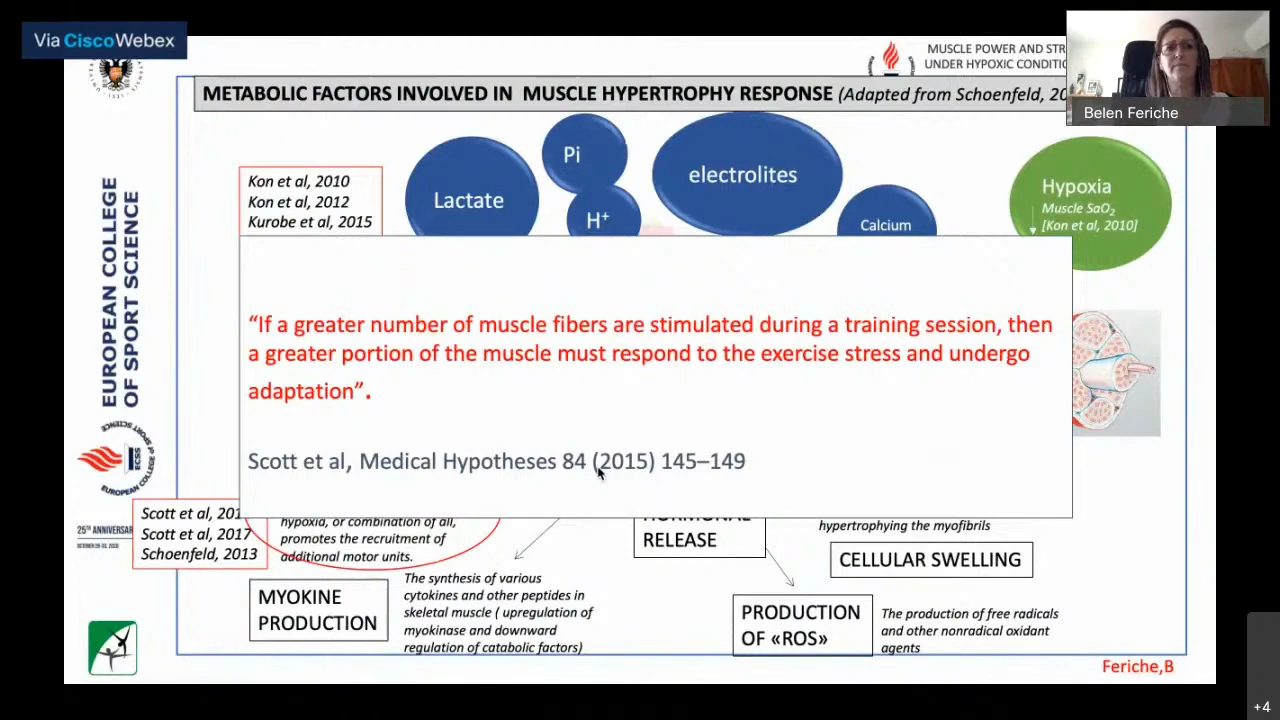 Via Cisco Webex
MUSCLE POWER AND STR
UNDER HYPOXIC CONDITIO
Belen Feriche
METABOLIC FACTORS INVOLVED IN MUSCLE HYPERTROPHY RESPONSE (Adapted from Schoenfeld, 20
EUROPEAN COLLEGE
OF SPORT SCIENCE
Kon et al, 2010
Kon et al, 2012
Kurobe et al, 2015
Lactate
Pi
H⁺
electrolites
Calcium
Hypoxia
Muscle SaO₂
[Kon et al, 2010]
“If a greater number of muscle fibers are stimulated during a training session, then
a greater portion of the muscle must respond to the exercise stress and undergo
adaptation”.
Scott et al, Medical Hypotheses 84 (2015) 145–149
ECSS
25TH ANNIVERSAR
Scott et al, 201
Scott et al, 2017
Schoenfeld, 2013
hypoxia, or combination of all,
promotes the recruitment of
additional motor units.
HORMONAL
RELEASE
hypertrophying the myofibrils
CELLULAR SWELLING
MYOKINE
PRODUCTION
The synthesis of various
cytokines and other peptides in
skeletal muscle ( upregulation of
myokinase and downward
regulation of catabolic factors)
PRODUCTION
OF «ROS»
The production of free radicals
and other nonradical oxidant
agents
Feriche,B
+4